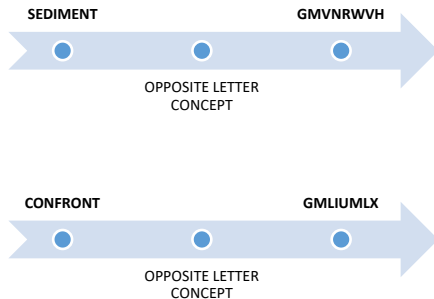 SEDIMENT GMVNRWVH
OPPOSITE LETTER
CONCEPT
CONFRONT GMLIUMLX
OPPOSITE LETTER
CONCEPT